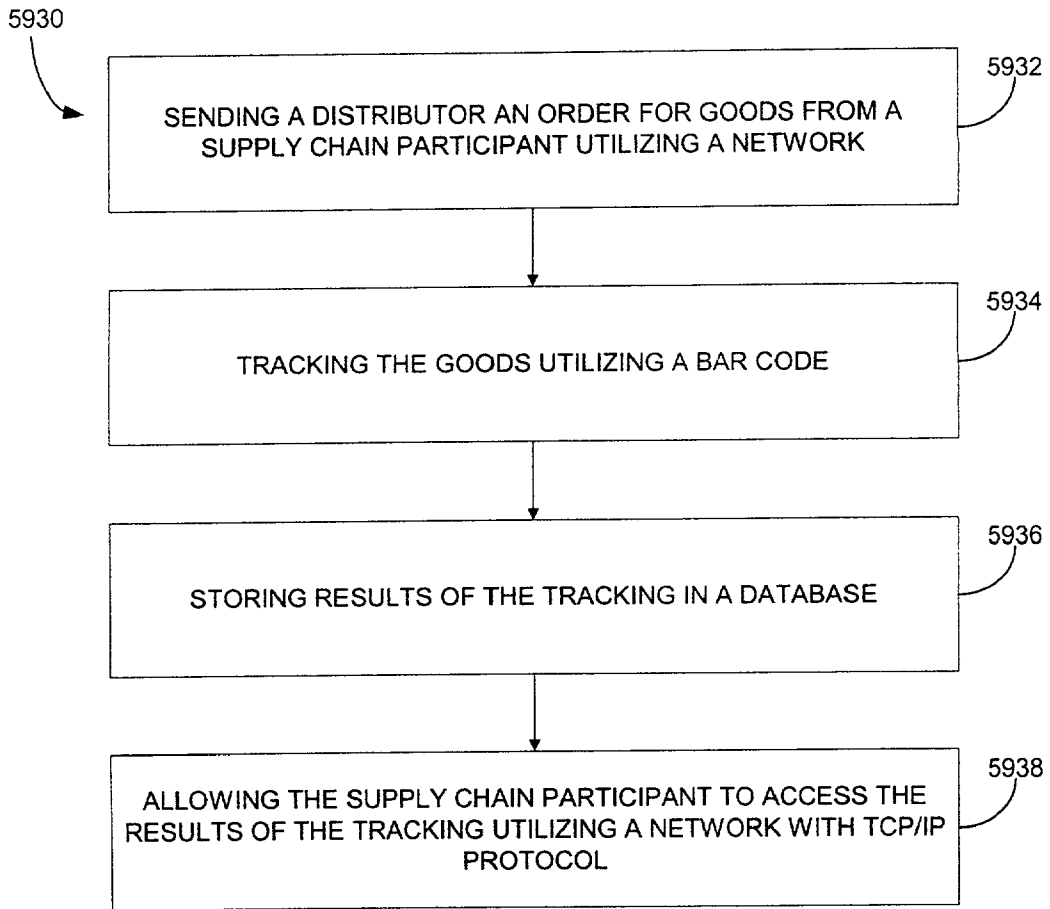 5930
5932
SENDING A DISTRIBUTOR AN ORDER FOR GOODS FROM A
SUPPLY CHAIN PARTICIPANT UTILIZING A NETWORK
5934
TRACKING THE GOODS UTILIZING A BAR CODE
5936
STORING RESULTS OF THE TRACKING IN A DATABASE
5938
ALLOWING THE SUPPLY CHAIN PARTICIPANT TO ACCESS THE
RESULTS OF THE TRACKING UTILIZING A NETWORK WITH TCP/IP
PROTOCOL